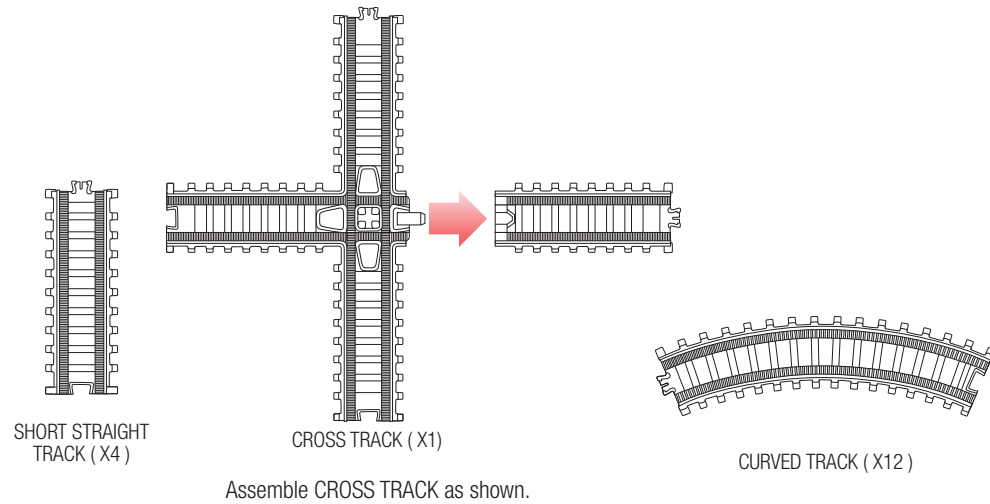 SHORT STRAIGHT
TRACK ( X4 )
CROSS TRACK ( X1)
CURVED TRACK ( X12 )
Assemble CROSS TRACK as shown.